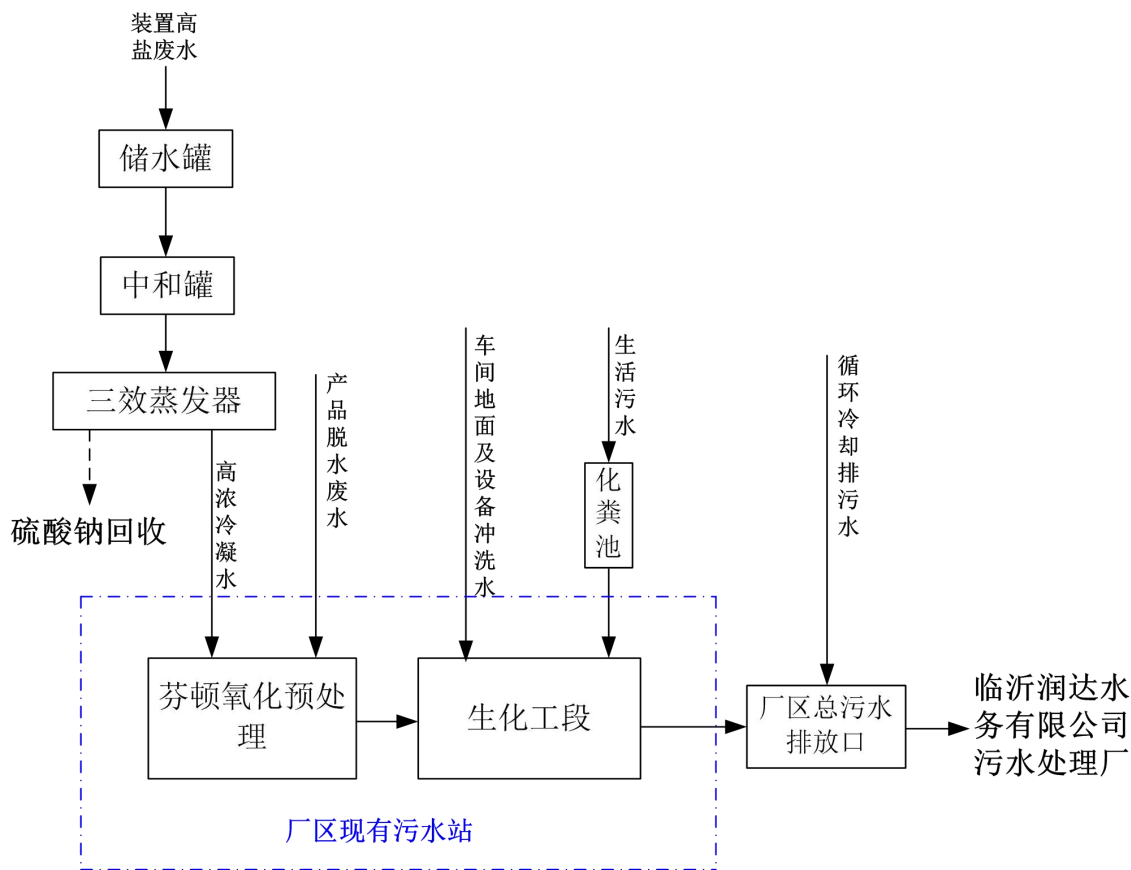 装置高
盐废水
储水罐
中和罐
三效蒸发器
硫酸钠回收
高浓冷凝水
产品脱水废水
车间地面及设备冲洗水
生活污水
化粪池
循环冷却排污水
芬顿氧化预处
理
生化工段
厂区总污水
排放口
临沂润达水
务有限公司
污水处理厂
厂区现有污水站